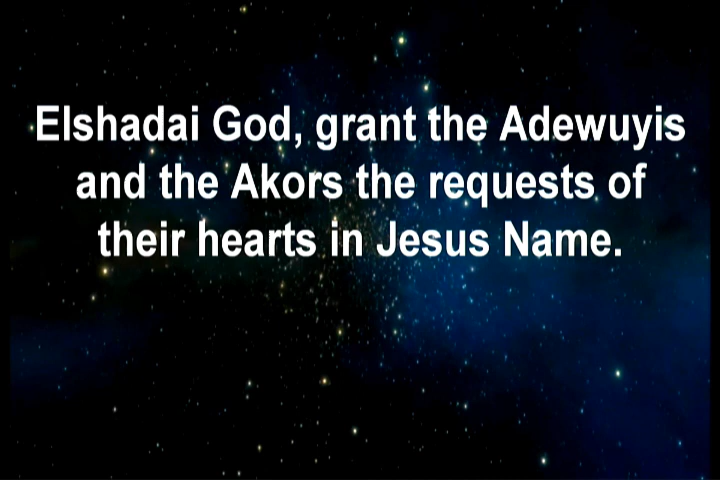 Elshadai God, grant the Adewuyis
and the Akors the requests of
their hearts in Jesus Name.